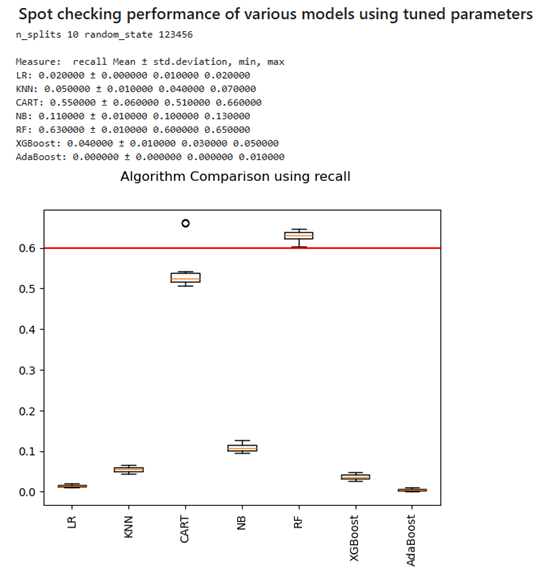 Spot checking performance of various models using tuned parameters
n_splits 10 random_state 123456
Measure:  recall Mean ± std.deviation, min, max
LR: 0.020000 ± 0.000000 0.010000 0.020000
KNN: 0.050000 ± 0.010000 0.040000 0.070000
CART: 0.550000 ± 0.060000 0.510000 0.660000
NB: 0.110000 ± 0.010000 0.100000 0.130000
RF: 0.630000 ± 0.010000 0.600000 0.650000
XGBoost: 0.040000 ± 0.010000 0.030000 0.050000
AdaBoost: 0.000000 ± 0.000000 0.000000 0.010000
Algorithm Comparison using recall
0.6
0.5
0.4
0.3
0.2
0.1
0.0
LR
KNN
CART
NB
RF
XGBoost
AdaBoost